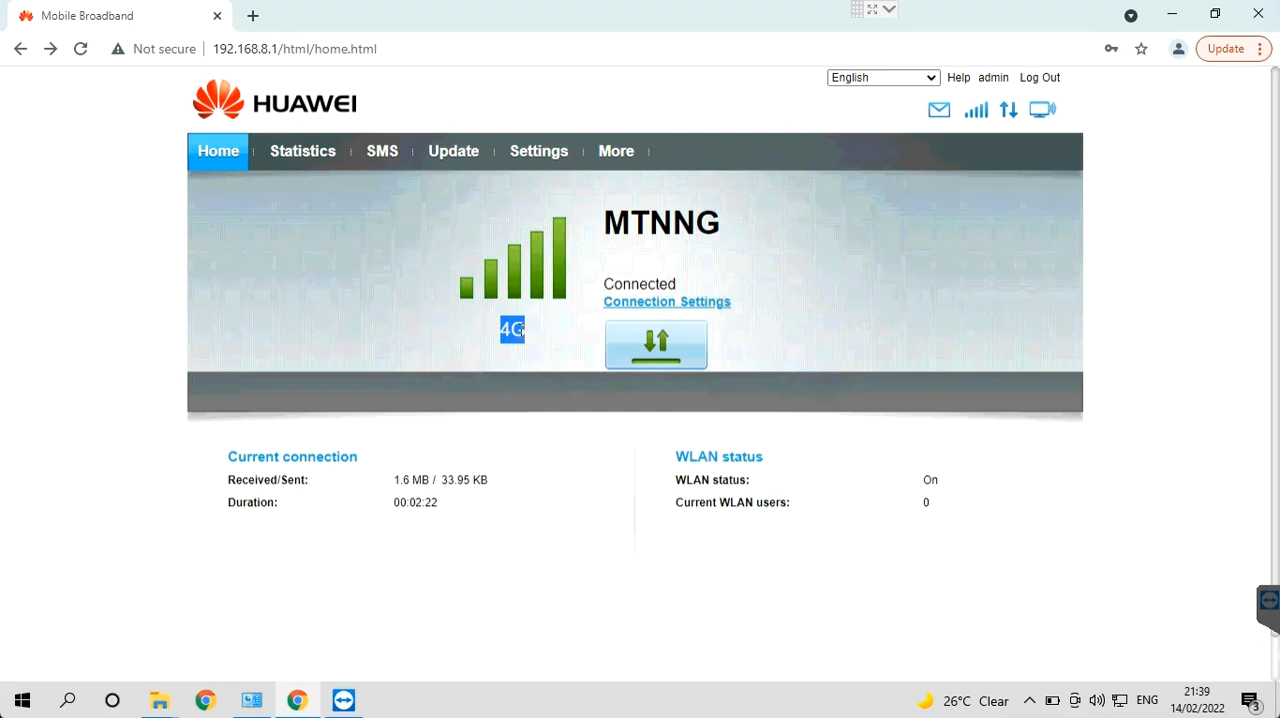 Mobile Broadband
Not secure
192.168.8.1/html/home.html
Update
English
Help
admin
Log Out
HUAWEI
Home
Statistics
SMS
Update
Settings
More
MTNNG
Connected
Connection Settings
4G
Current connection
Received/Sent: 1.6 MB / 33.95 KB
Duration: 00:02:22
WLAN status
WLAN status: On
Current WLAN users: 0
26°C Clear
ENG
21:39
14/02/2022
3